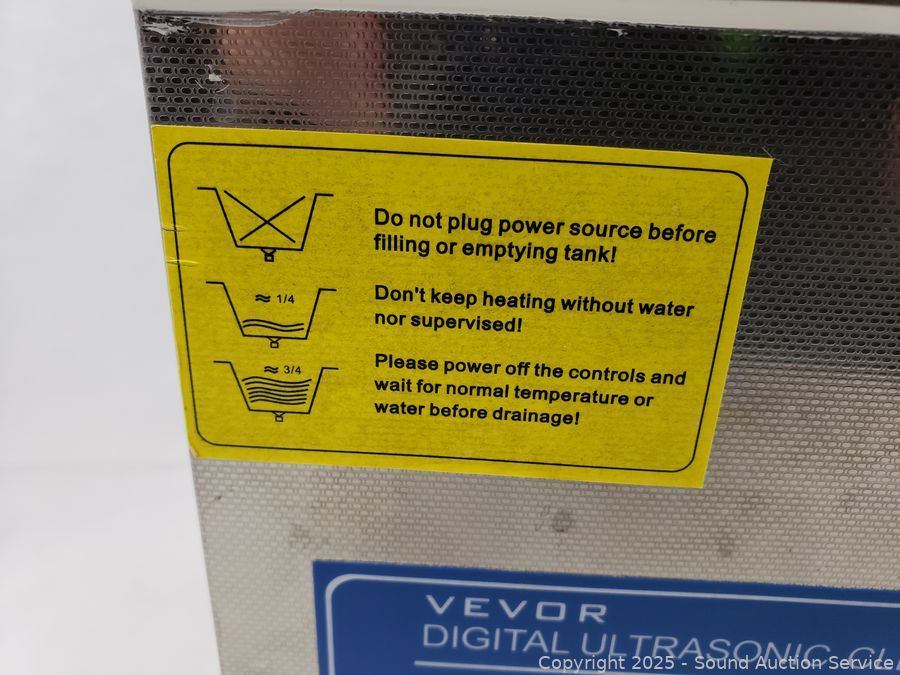 Do not plug power source before
filling or emptying tank!
≈ 1/4
Don't keep heating without water
nor supervised!
≈ 3/4
Please power off the controls and
wait for normal temperature or
water before drainage!
VEVOR
DIGITAL ULTRASONIC
Copyright 2025 - Sound Auction Service